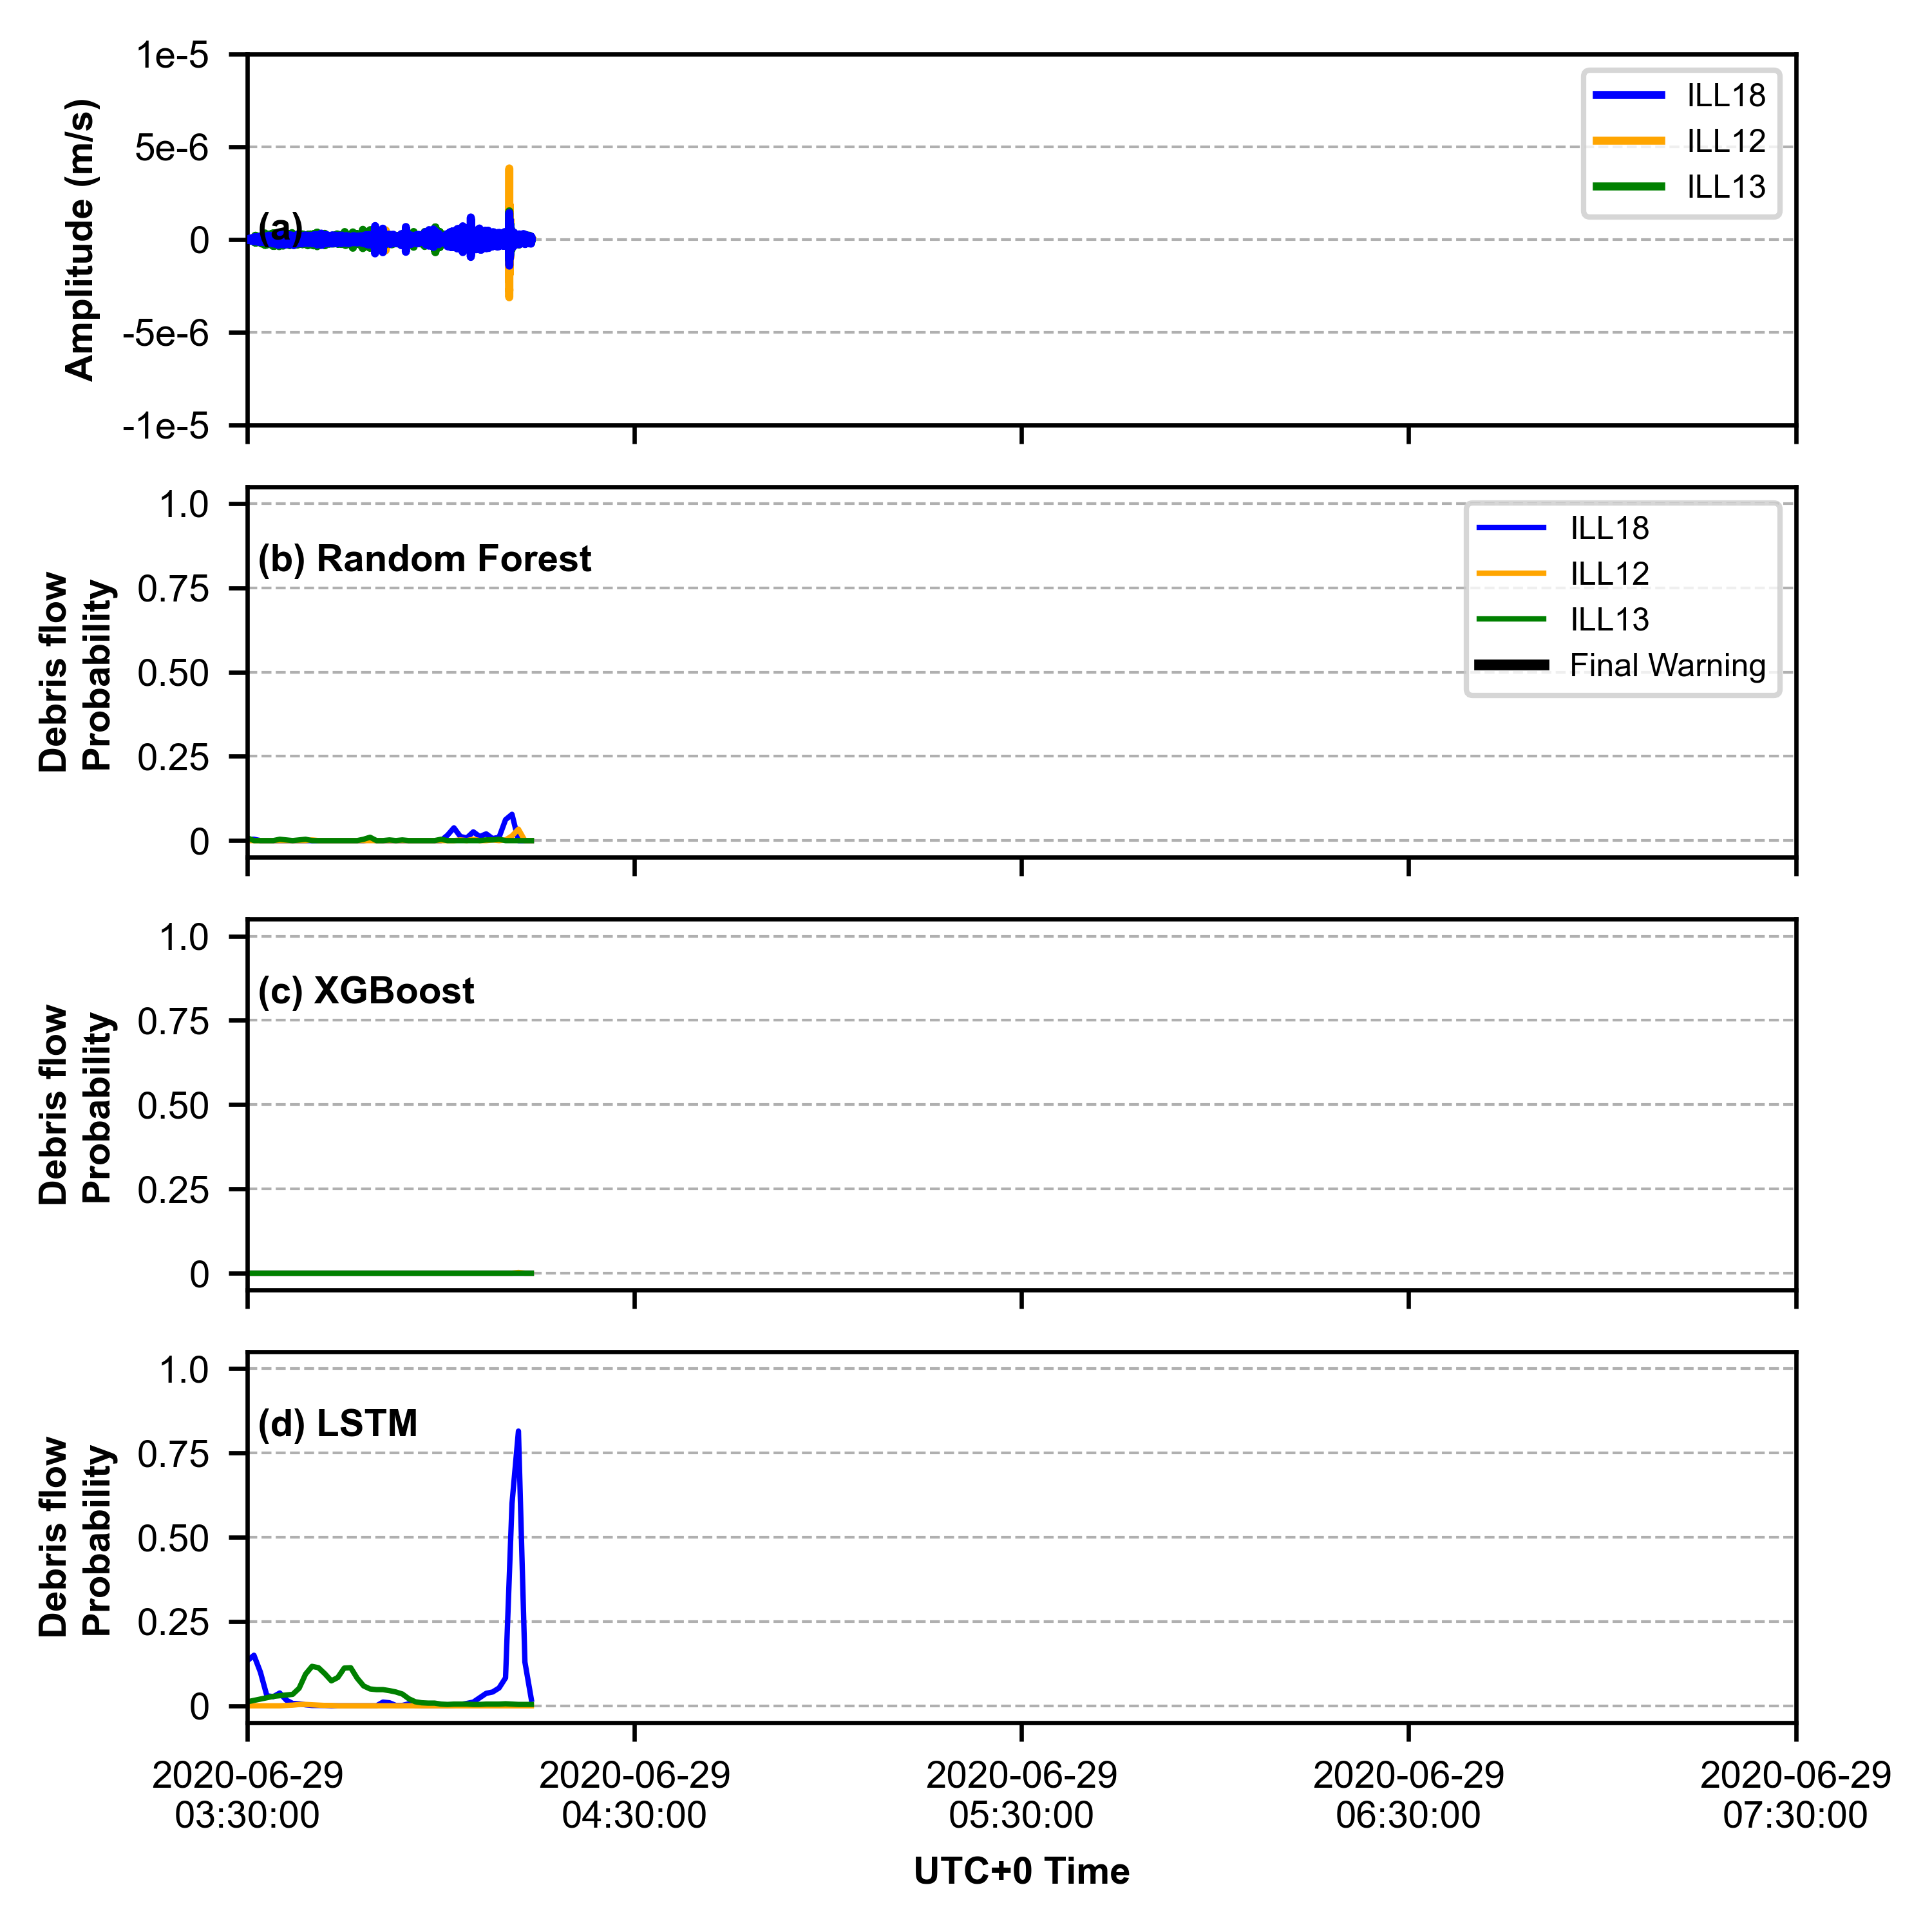 1e-5
5e-6
0
-5e-6
-1e-5
Amplitude (m/s)
(a)
ILL18
ILL12
ILL13
1.0
0.75
0.50
0.25
0
Debris flow
Probability
(b) Random Forest
ILL18
ILL12
ILL13
Final Warning
1.0
0.75
0.50
0.25
0
Debris flow
Probability
(c) XGBoost
1.0
0.75
0.50
0.25
0
Debris flow
Probability
(d) LSTM
2020-06-29
03:30:00
2020-06-29
04:30:00
2020-06-29
05:30:00
2020-06-29
06:30:00
2020-06-29
07:30:00
UTC+0 Time